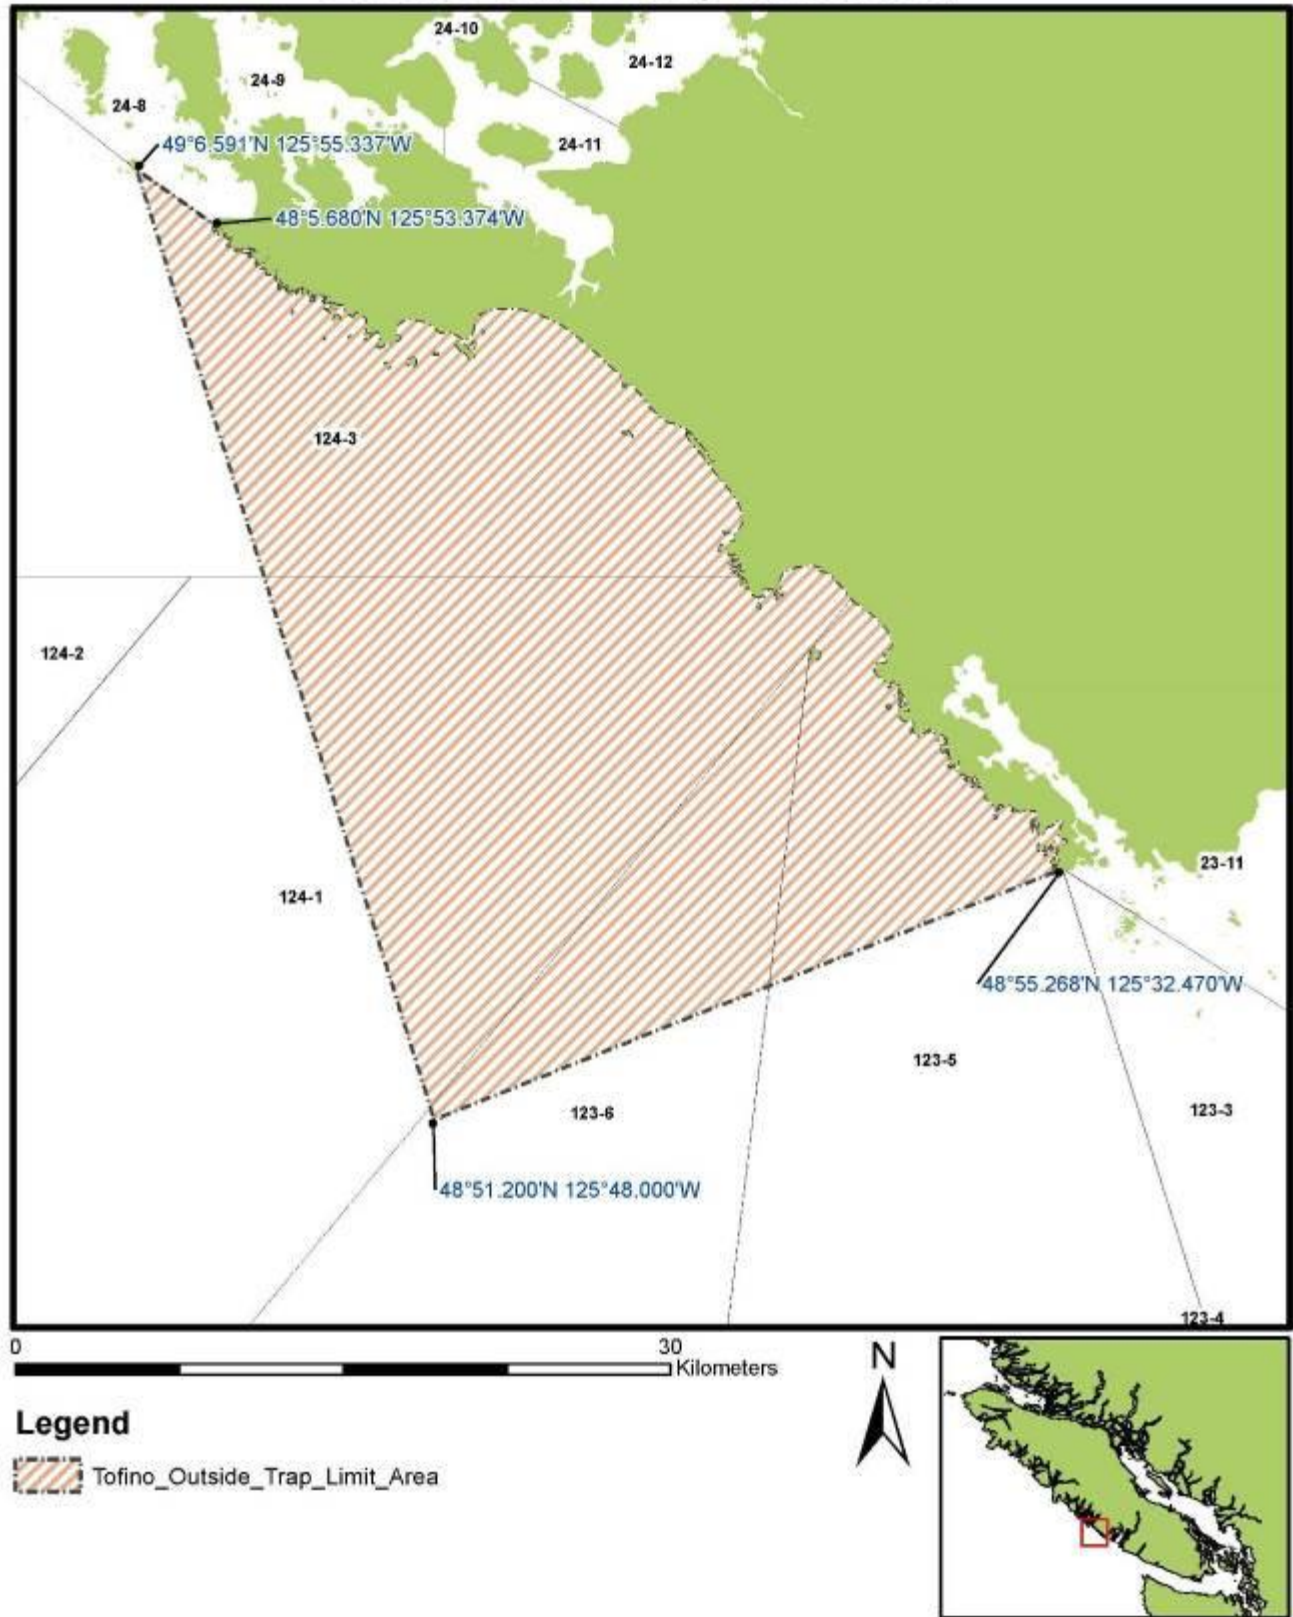 24-10
24-12
24-9
24-8
24-11
49°6.591'N 125°55.337'W
48°5.680'N 125°53.374'W
124-3
124-2
23-11
124-1
48°55.268'N 125°32.470'W
123-5
123-6
123-3
48°51.200'N 125°48.000'W
123-4
0
30
Kilometers
N
Legend
Tofino_Outside_Trap_Limit_Area